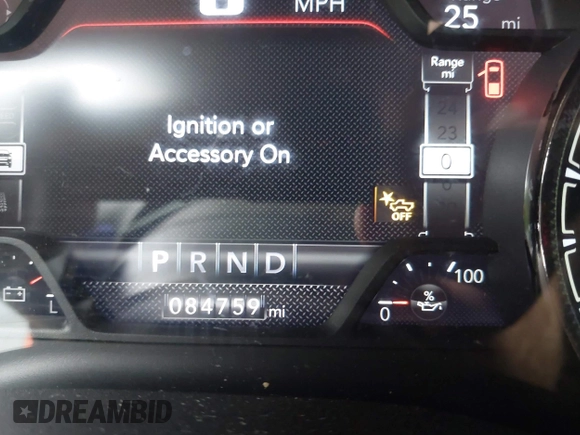 MPH
25 mi
Range
mi
24
23
0
Ignition or
Accessory On
OFF
P R N D
L
084759 mi
0
%
100
DREAMBID